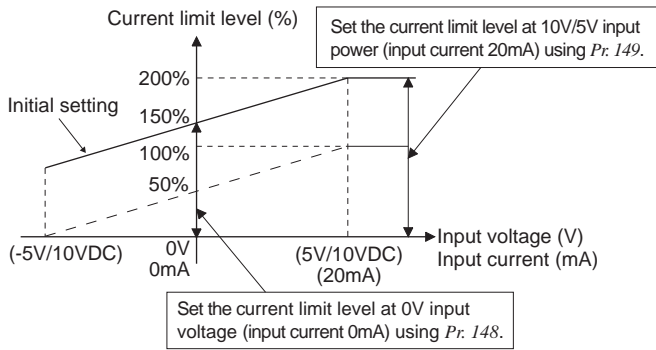 Current limit level (%)
Set the current limit level at 10V/5V input
power (input current 20mA) using Pr. 149.
200%
Initial setting
150%
100%
50%
(-5V/10VDC)
0V
0mA
(5V/10VDC)
(20mA)
Input voltage (V)
Input current (mA)
Set the current limit level at 0V input
voltage (input current 0mA) using Pr. 148.